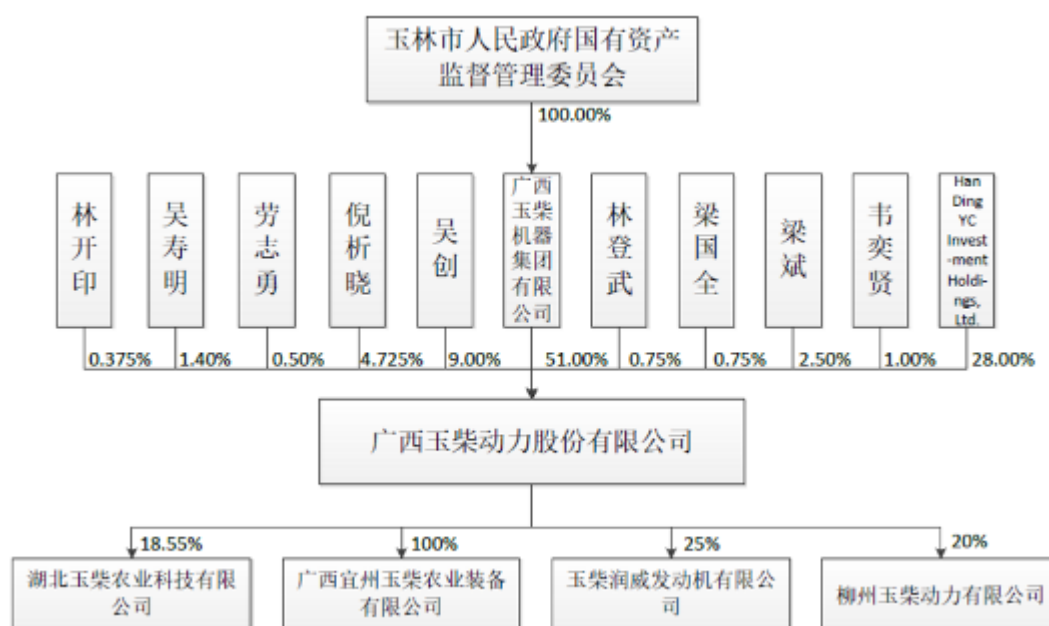 玉林市人民政府国有资产
监督管理委员会
100.00%
林开印
吴寿明
劳志勇
倪析晓
吴创
广西
玉柴
机器
集团
有限
公司
林登武
梁国全
梁斌
韦奕贤
Han
Ding
YC
Invest
-ment
Holdi-
ngs,
Ltd.
0.375%
1.40%
0.50%
4.725%
9.00%
51.00%
0.75%
0.75%
2.50%
1.00%
28.00%
广西玉柴动力股份有限公司
18.55%
100%
25%
20%
湖北玉柴农业科技有限
公司
广西宜州玉柴农业装备
有限公司
玉柴润威发动机有限公
司
柳州玉柴动力有限公司